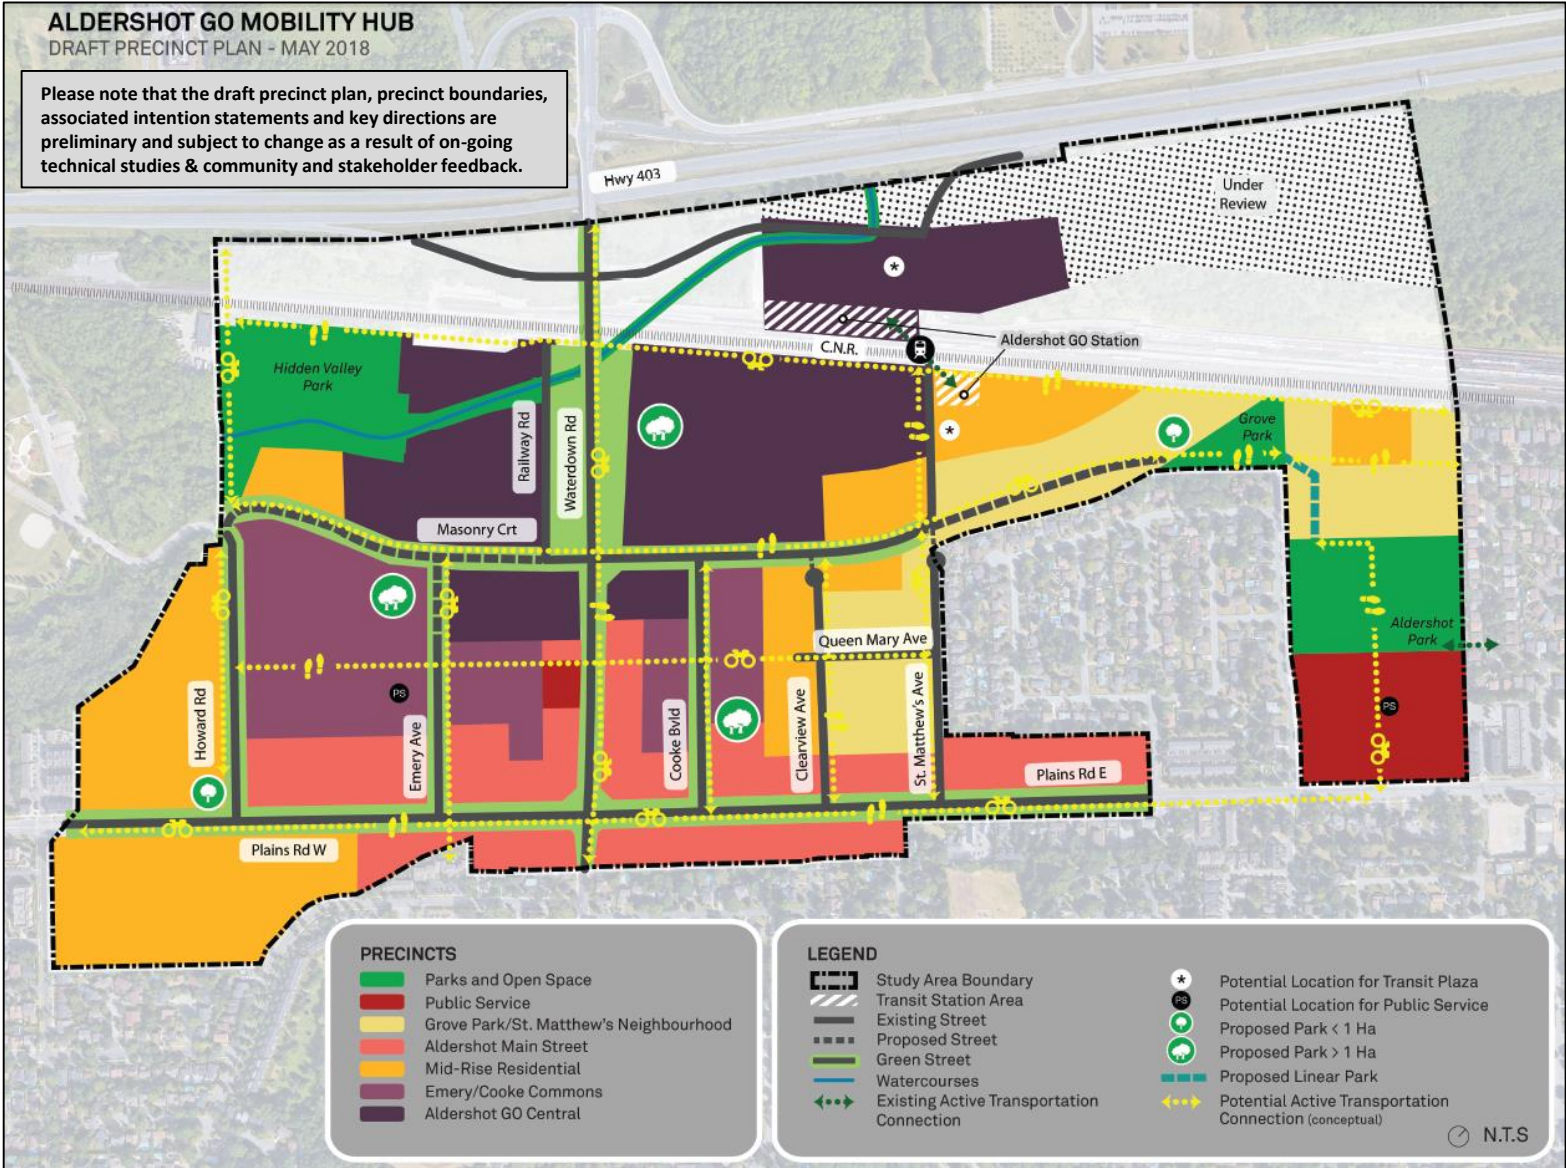 ALDERSHOT GO MOBILITY HUB
DRAFT PRECINCT PLAN - MAY 2018
Please note that the draft precinct plan, precinct boundaries,
associated intention statements and key directions are
preliminary and subject to change as a result of on-going
technical studies & community and stakeholder feedback.
Hwy 403
Under
Review
Aldershot GO Station
C.N.R.
Hidden Valley
Park
Grove
Park
Railway Rd
Waterdown Rd
Masonry Crt
Queen Mary Ave
Aldershot
Park
Howard Rd
Emery Ave
Cooke Bvld
Clearview Ave
St. Matthew's Ave
PS
PS
Plains Rd E
Plains Rd W
PRECINCTS
Parks and Open Space
Public Service
Grove Park/St. Matthew's Neighbourhood
Aldershot Main Street
Mid-Rise Residential
Emery/Cooke Commons
Aldershot GO Central
LEGEND
Study Area Boundary
Transit Station Area
Existing Street
Proposed Street
Green Street
Watercourses
Existing Active Transportation
Connection
* Potential Location for Transit Plaza
PS Potential Location for Public Service
Proposed Park < 1 Ha
Proposed Park > 1 Ha
Proposed Linear Park
Potential Active Transportation
Connection (conceptual)
N.T.S